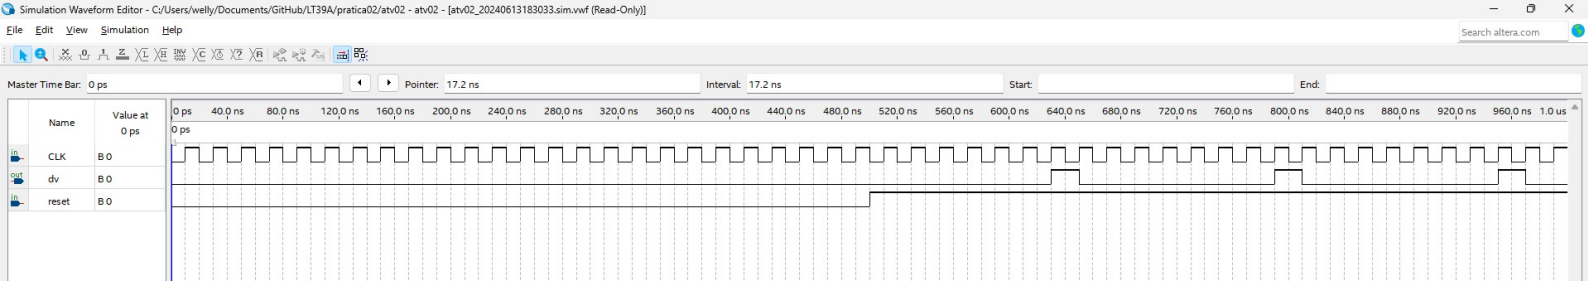 Simulation Waveform Editor - C:/Users/welly/Documents/GitHub/LT39A/pratica02/atv02 - atv02 - [atv02_20240613183033.sim.vwf (Read-Only)]
File Edit View Simulation Help
Search altera.com
Master Time Bar: 0 ps Pointer: 17.2 ns Interval: 17.2 ns Start: End:
Name Value at 0 ps
0 ps 40.0 ns 80.0 ns 120.0 ns 160.0 ns 200.0 ns 240.0 ns 280.0 ns 320.0 ns 360.0 ns 400.0 ns 440.0 ns 480.0 ns 520.0 ns 560.0 ns 600.0 ns 640.0 ns 680.0 ns 720.0 ns 760.0 ns 800.0 ns 840.0 ns 880.0 ns 920.0 ns 960.0 ns 1.0 us
0 ps
in CLK B 0
out dv B 0
in reset B 0